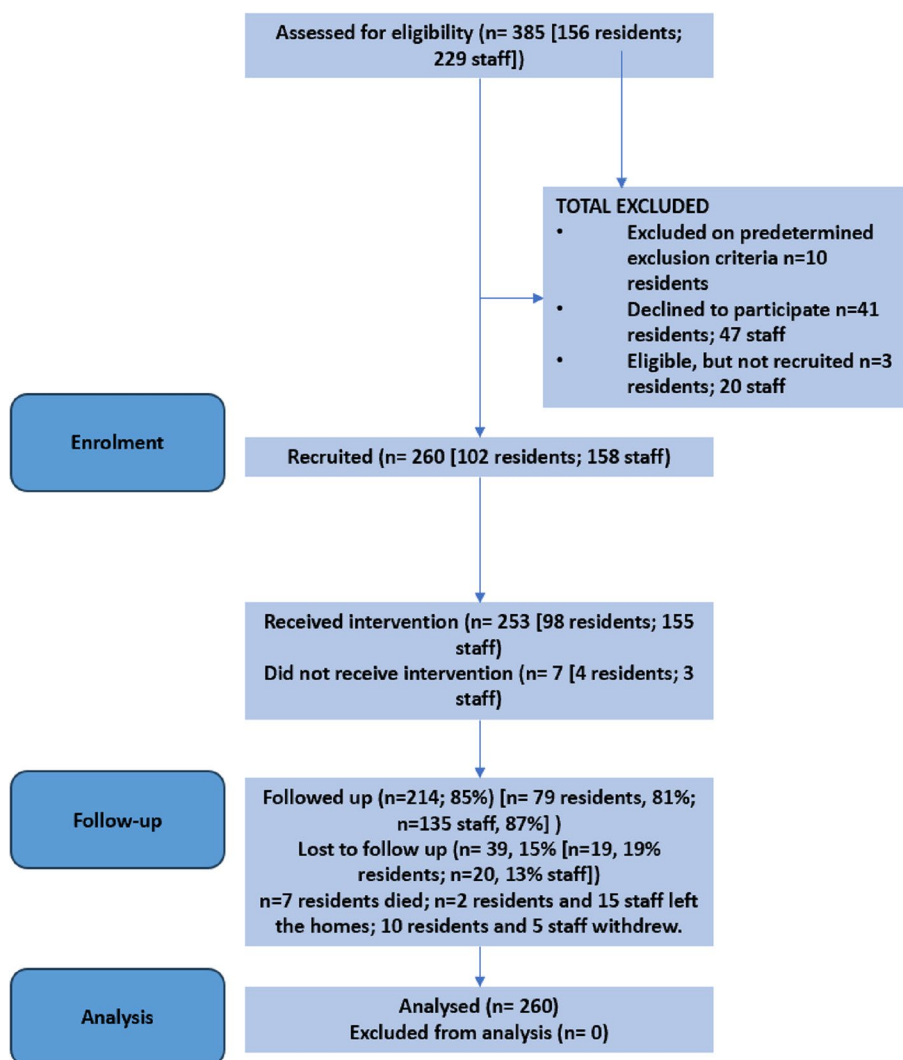 Assessed for eligibility (n= 385 [156 residents;
229 staff])
TOTAL EXCLUDED
• Excluded on predetermined
exclusion criteria n=10
residents
• Declined to participate n=41
residents; 47 staff
• Eligible, but not recruited n=3
residents; 20 staff
Enrolment
Recruited (n= 260 [102 residents; 158 staff)
Received intervention (n= 253 [98 residents; 155
staff)
Did not receive intervention (n= 7 [4 residents; 3
staff)
Follow-up
Followed up (n=214; 85%) [n= 79 residents, 81%;
n=135 staff, 87%] )
Lost to follow up (n= 39, 15% [n=19, 19%
residents; n=20, 13% staff])
n=7 residents died; n=2 residents and 15 staff left
the homes; 10 residents and 5 staff withdrew.
Analysis
Analysed (n= 260)
Excluded from analysis (n= 0)